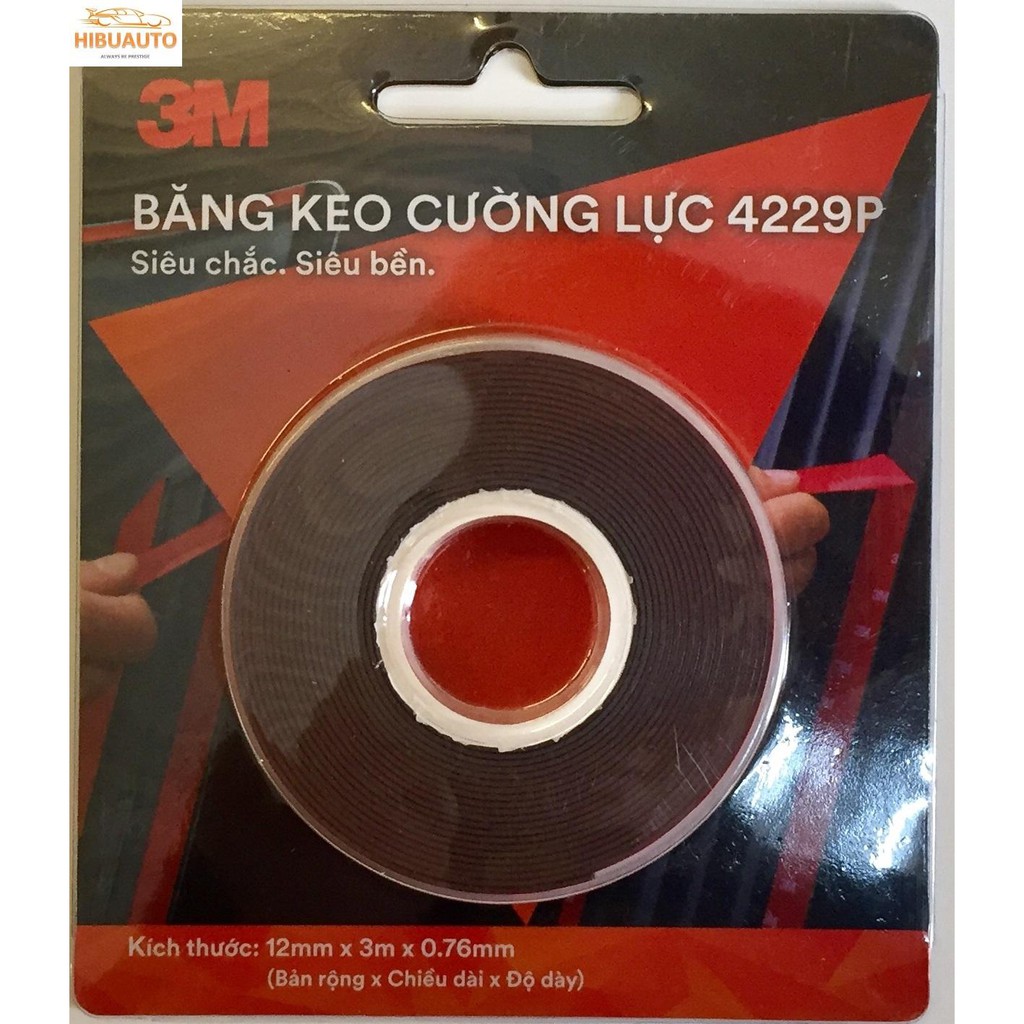 HIBUAUTO
ALWAYS BE PRESTIGE
3M
BĂNG KEO CƯỜNG LỰC 4229P
Siêu chắc. Siêu bền.
Kích thước: 12mm x 3m x 0.76mm
(Bản rộng x Chiều dài x Độ dày)